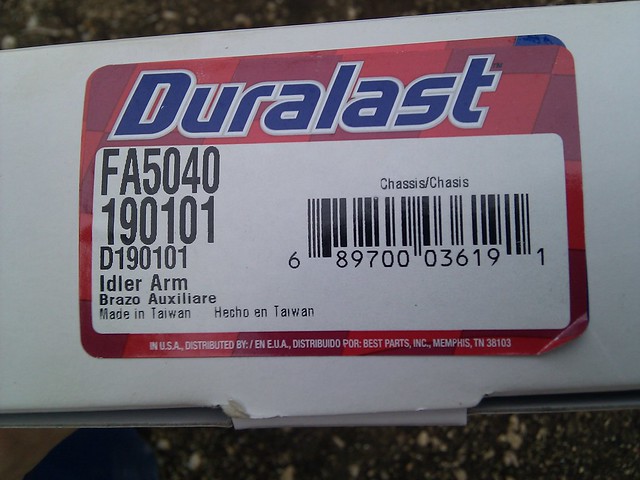 Duralast™
FA5040
190101
D190101
Idler Arm
Brazo Auxiliare
Made in Taiwan Hecho en Taiwan
Chassis/Chasis
6 89700 03619 1
IN U.S.A., DISTRIBUTED BY: / EN E.U.A., DISTRIBUIDO POR: BEST PARTS, INC., MEMPHIS, TN 38103